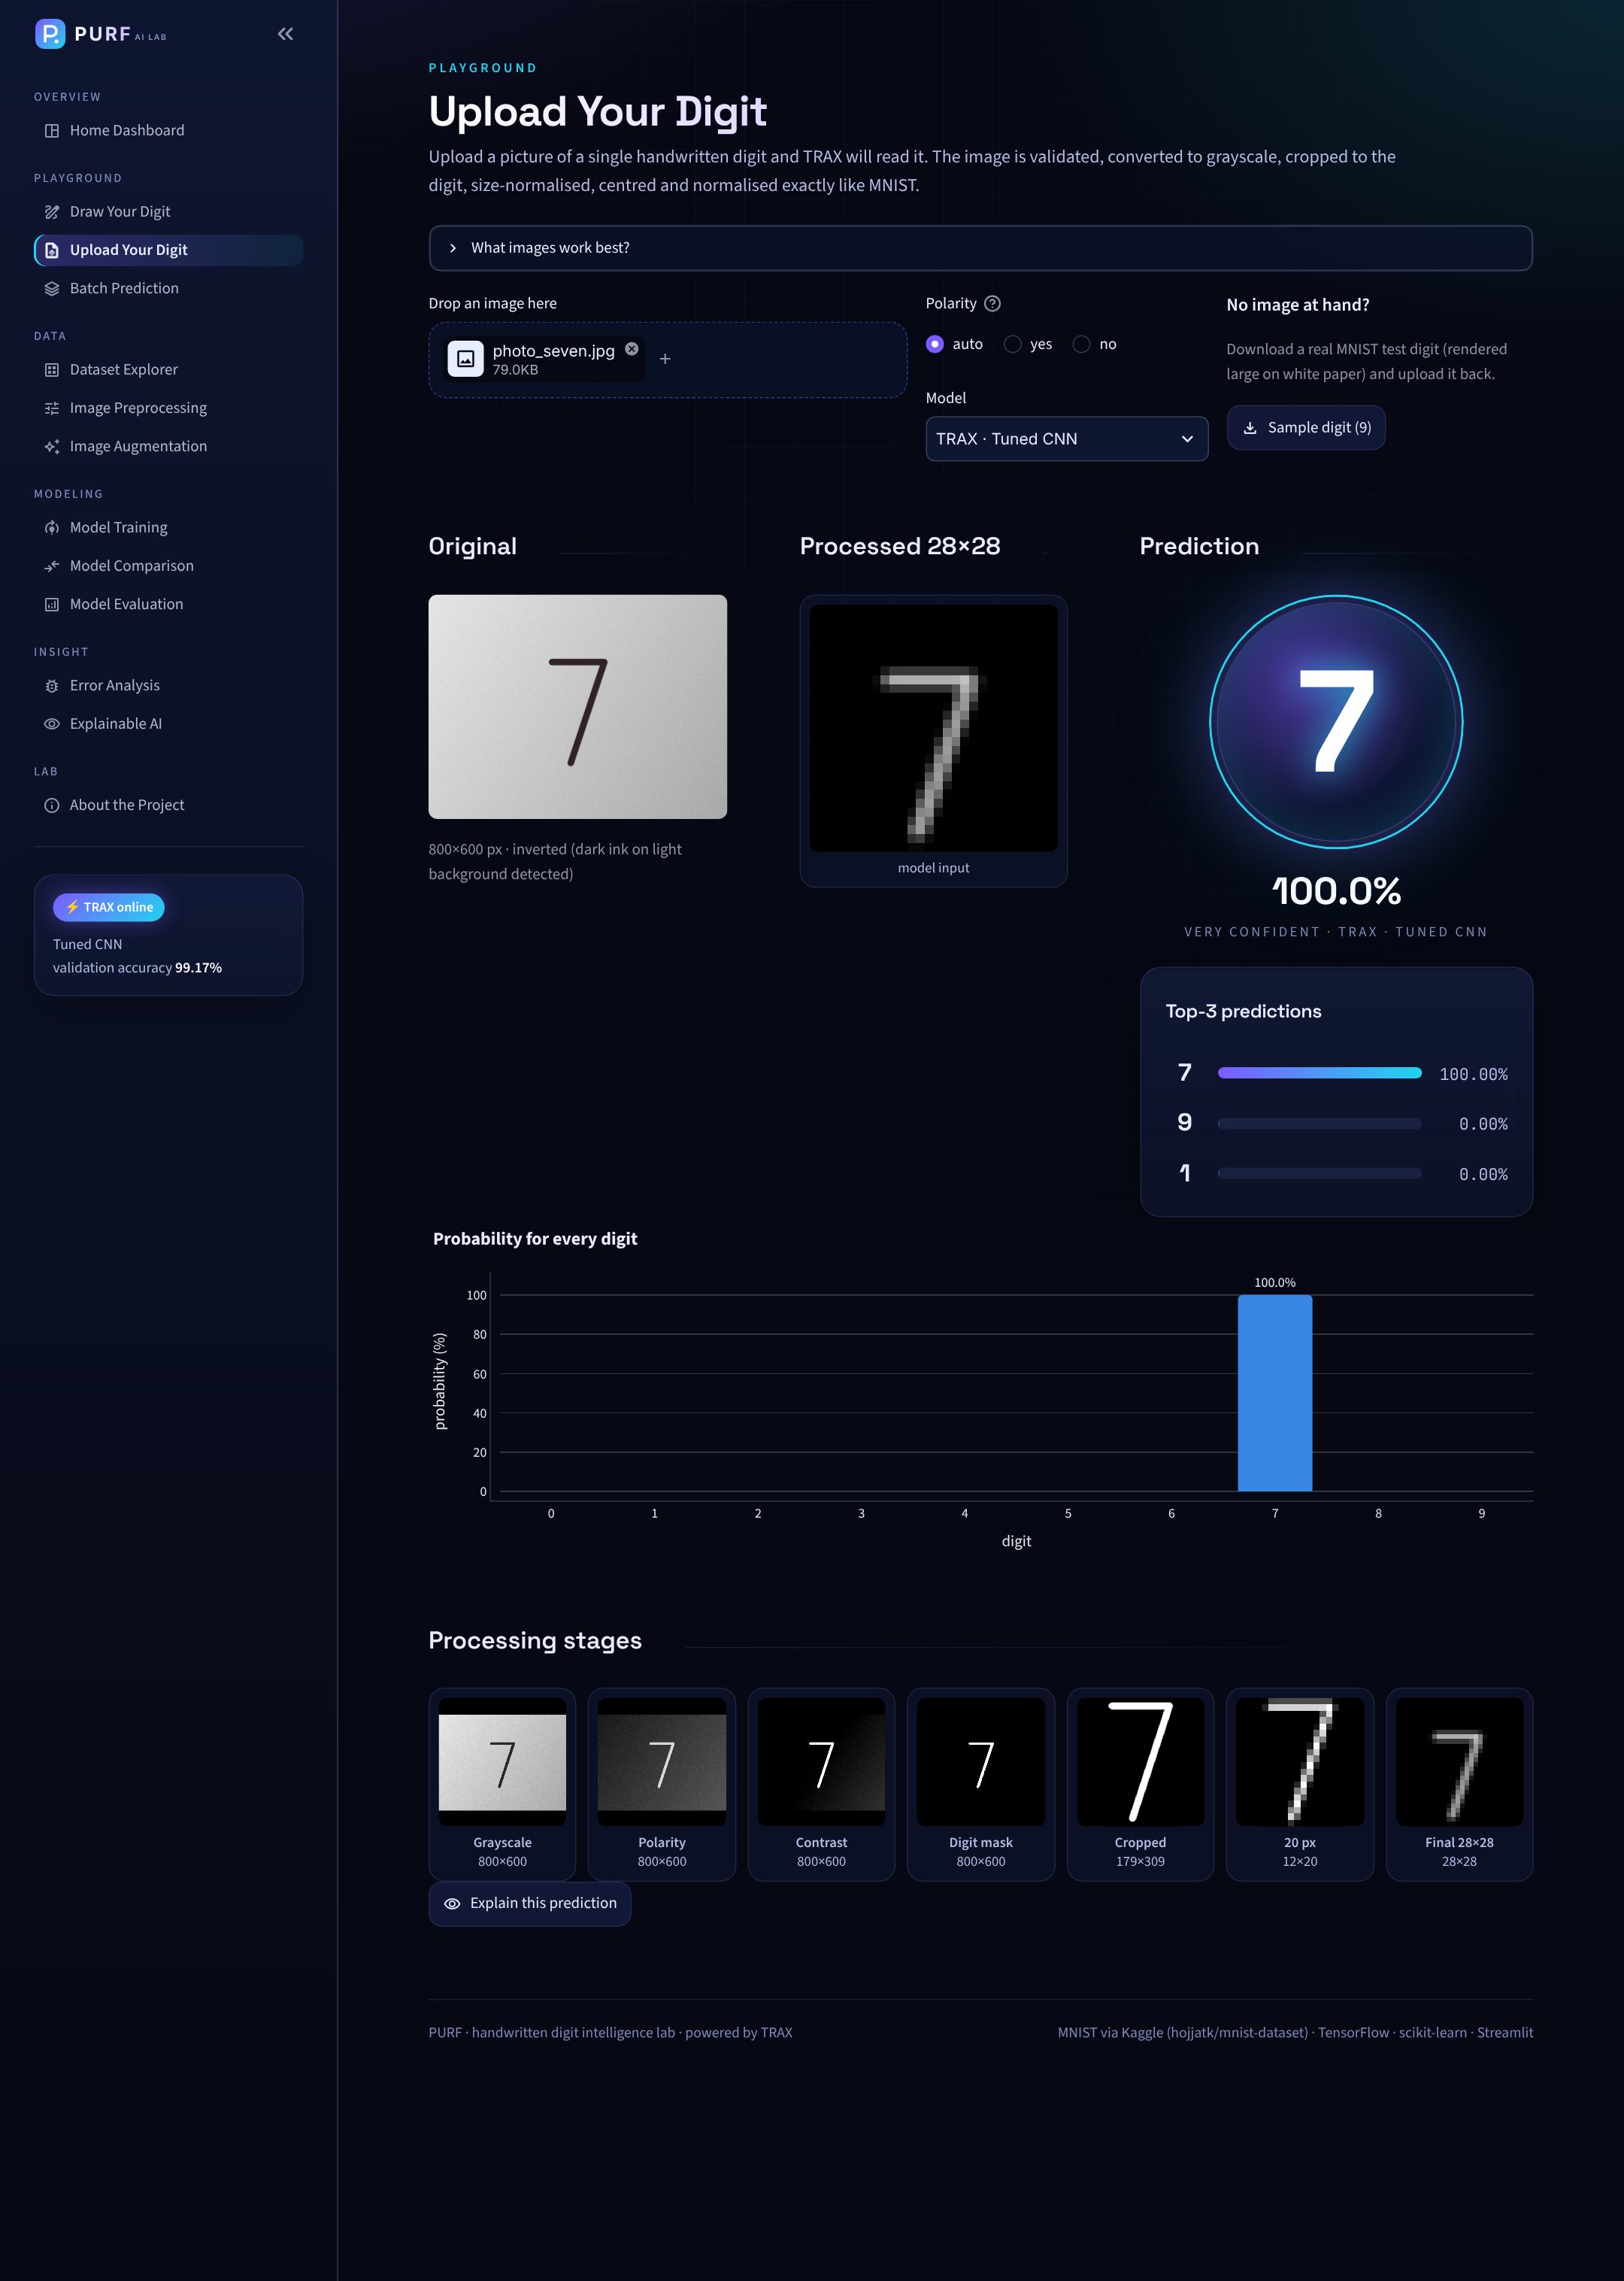 PURF AI LAB
OVERVIEW
Home Dashboard
PLAYGROUND
Draw Your Digit
Upload Your Digit
Batch Prediction
DATA
Dataset Explorer
Image Preprocessing
Image Augmentation
MODELING
Model Training
Model Comparison
Model Evaluation
INSIGHT
Error Analysis
Explainable AI
LAB
About the Project
⚡ TRAX online
Tuned CNN
validation accuracy 99.17%
PLAYGROUND
Upload Your Digit
Upload a picture of a single handwritten digit and TRAX will read it. The image is validated, converted to grayscale, cropped to the
digit, size-normalised, centred and normalised exactly like MNIST.
What images work best?
Drop an image here
photo_seven.jpg
79.0KB
Polarity
auto yes no
Model
TRAX · Tuned CNN
No image at hand?
Download a real MNIST test digit (rendered
large on white paper) and upload it back.
Sample digit (9)
Original
7
800×600 px · inverted (dark ink on light
background detected)
Processed 28×28
7
model input
Prediction
7
100.0%
VERY CONFIDENT · TRAX · TUNED CNN
Top-3 predictions
7 100.00%
9 0.00%
1 0.00%
Probability for every digit
100.0%
100
80
60
40
20
0
probability (%)
0 1 2 3 4 5 6 7 8 9
digit
Processing stages
7 7 7 7 7 7 7
Grayscale Polarity Contrast Digit mask Cropped 20 px Final 28×28
800×600 800×600 800×600 800×600 179×309 12×20 28×28
Explain this prediction
PURF · handwritten digit intelligence lab · powered by TRAX
MNIST via Kaggle (hojjatk/mnist-dataset) · TensorFlow · scikit-learn · Streamlit